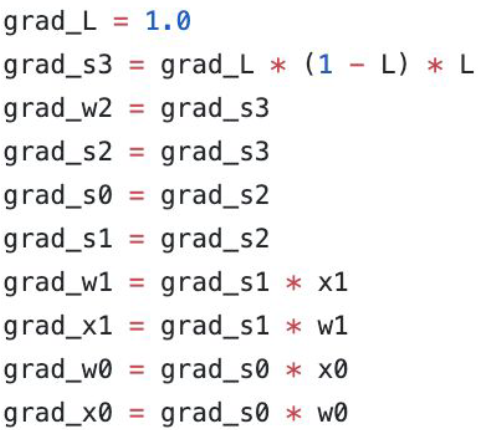 grad_L = 1.0
grad_s3 = grad_L * (1 - L) * L
grad_w2 = grad_s3
grad_s2 = grad_s3
grad_s0 = grad_s2
grad_s1 = grad_s2
grad_w1 = grad_s1 * x1
grad_x1 = grad_s1 * w1
grad_w0 = grad_s0 * x0
grad_x0 = grad_s0 * w0